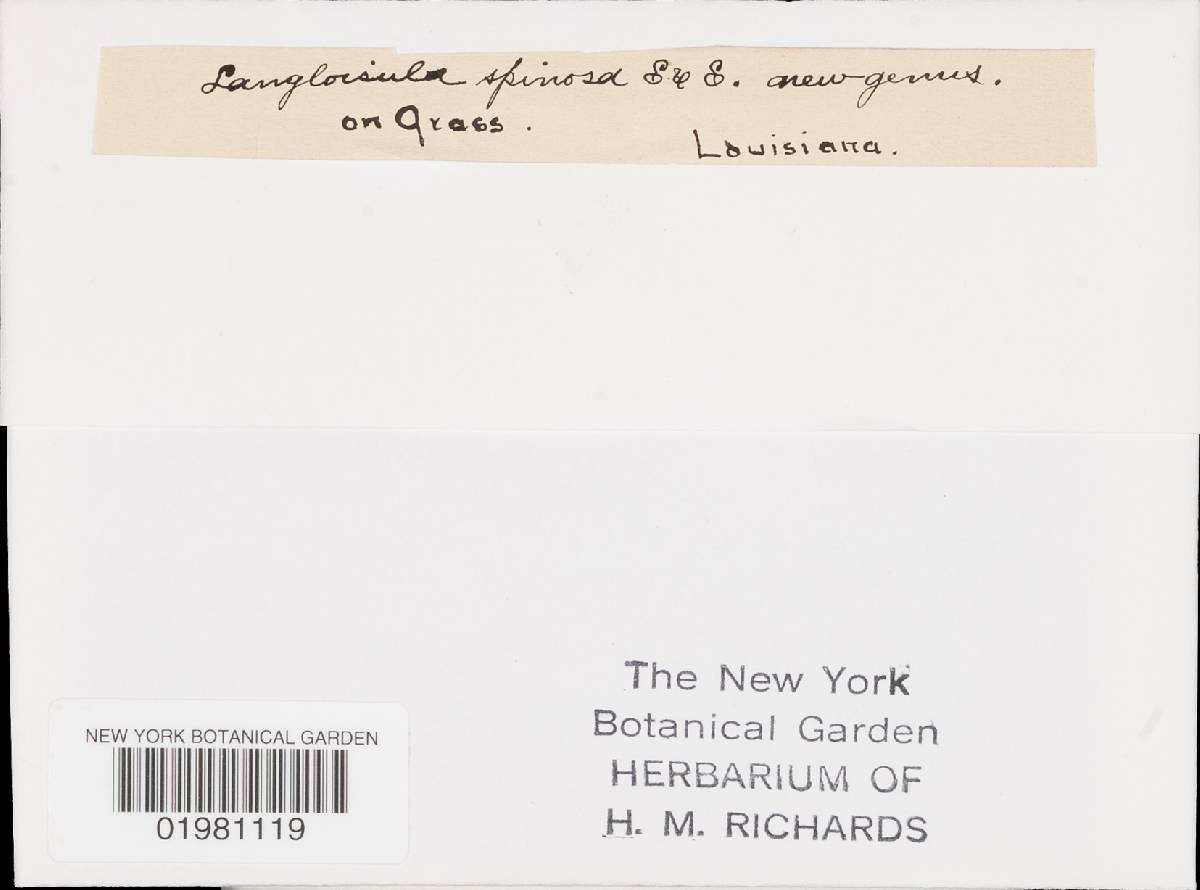 Langloisula spinosa E & E. new genus.
on Grass.
Louisiana.
NEW YORK BOTANICAL GARDEN
01981119
The New York
Botanical Garden
HERBARIUM OF
H. M. RICHARDS